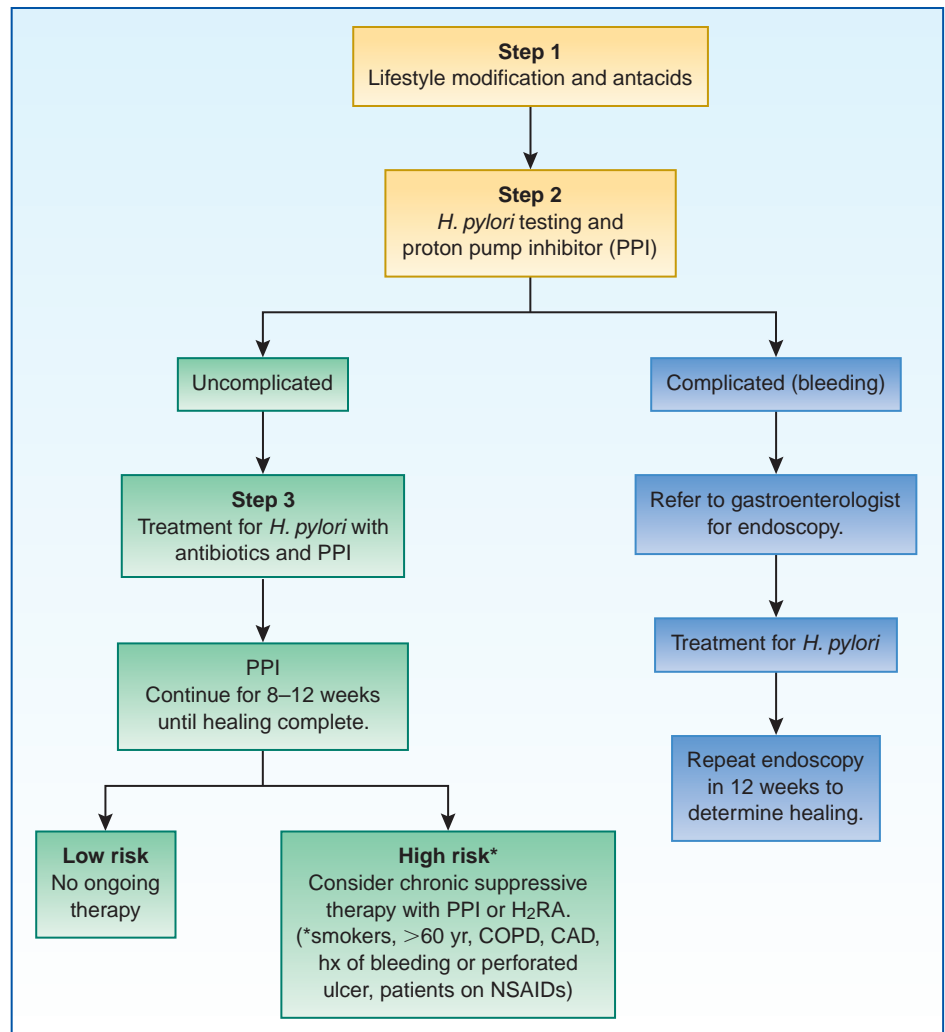 Step 1
Lifestyle modification and antacids
Step 2
H. pylori testing and
proton pump inhibitor (PPI)
Uncomplicated
Complicated (bleeding)
Step 3
Treatment for H. pylori with
antibiotics and PPI
Refer to gastroenterologist
for endoscopy.
PPI
Continue for 8–12 weeks
until healing complete.
Treatment for H. pylori
Repeat endoscopy
in 12 weeks to
determine healing.
Low risk
No ongoing
therapy
High risk*
Consider chronic suppressive
therapy with PPI or H₂RA.
(*smokers, >60 yr, COPD, CAD,
hx of bleeding or perforated
ulcer, patients on NSAIDs)